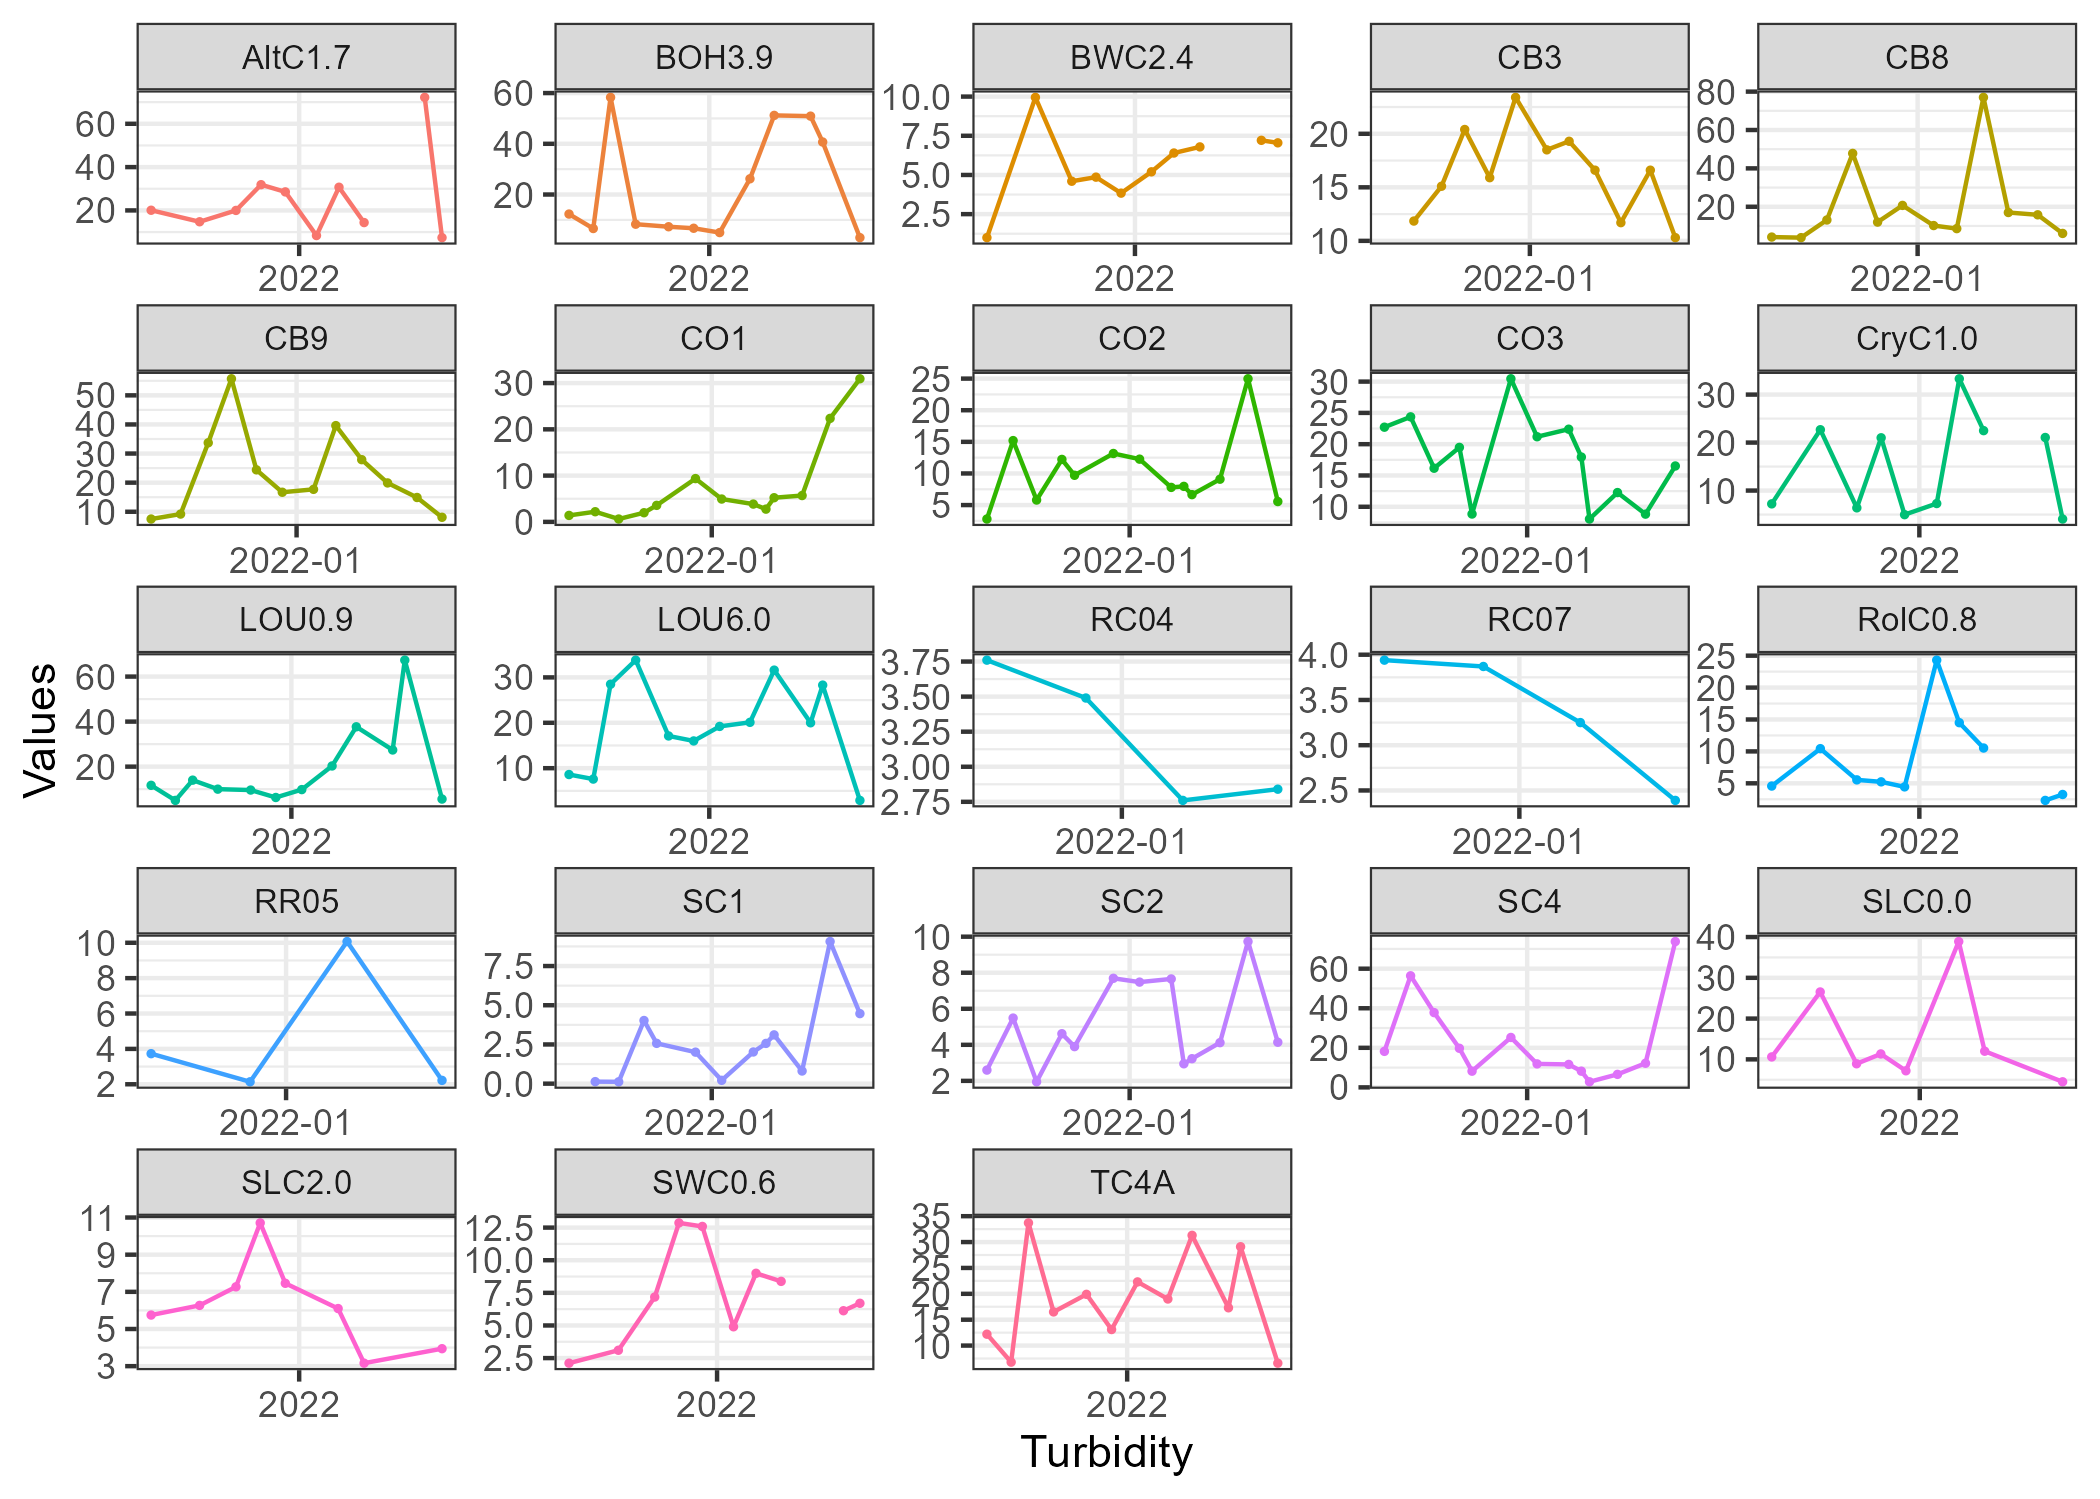 AltC1.7 BOH3.9 BWC2.4 CB3 CB8
60 40 20 60 40 20 10.0 7.5 5.0 2.5 20 15 10 80 60 40 20
2022 2022 2022 2022-01 2022-01
CB9 CO1 CO2 CO3 CryC1.0
50 40 30 20 10 30 20 10 0 25 20 15 10 5 30 25 20 15 10 30 20 10
2022-01 2022-01 2022-01 2022-01 2022
LOU0.9 LOU6.0 RC04 RC07 RolC0.8
60 40 20 30 20 10 3.75 3.50 3.25 3.00 2.75 4.0 3.5 3.0 2.5 25 20 15 10 5
2022 2022 2022-01 2022-01 2022
RR05 SC1 SC2 SC4 SLC0.0
10 8 6 4 2 7.5 5.0 2.5 0.0 10 8 6 4 2 60 40 20 0 40 30 20 10
2022-01 2022-01 2022-01 2022-01 2022
SLC2.0 SWC0.6 TC4A
11 9 7 5 3 12.5 10.0 7.5 5.0 2.5 35 30 25 20 15 10
2022 2022 2022
Values
Turbidity